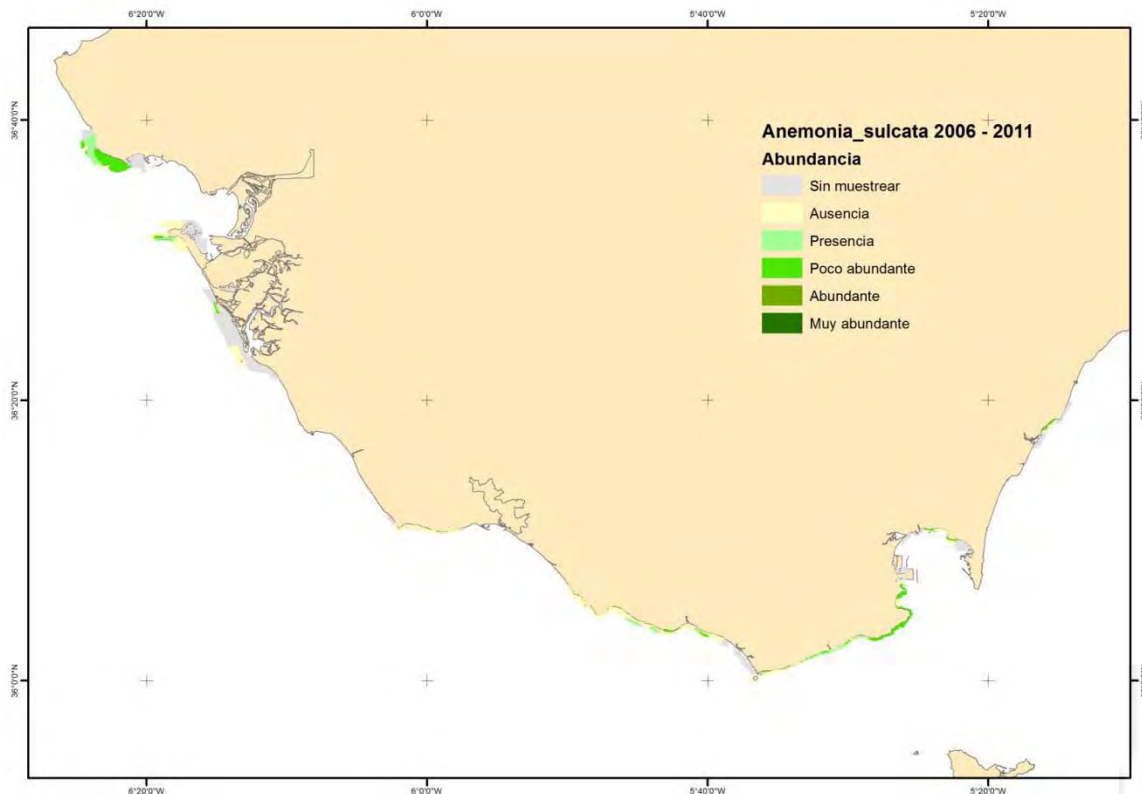 6°20'0"W 6°0'0"W 5°40'0"W 5°20'0"W
36°40'0"N
Anemonia_sulcata 2006 - 2011
Abundancia
Sin muestrear
Ausencia
Presencia
Poco abundante
Abundante
Muy abundante
36°20'0"N
36°0'0"N
6°20'0"W 6°0'0"W 5°40'0"W 5°20'0"W